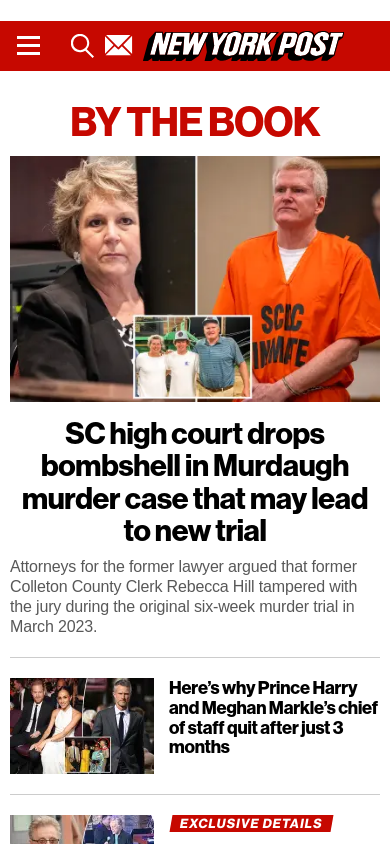 NEW YORK POST
BY THE BOOK
SCDC
INMATE
SC high court drops
bombshell in Murdaugh
murder case that may lead
to new trial
Attorneys for the former lawyer argued that former
Colleton County Clerk Rebecca Hill tampered with
the jury during the original six-week murder trial in
March 2023.
Here’s why Prince Harry
and Meghan Markle’s chief
of staff quit after just 3
months
EXCLUSIVE DETAILS